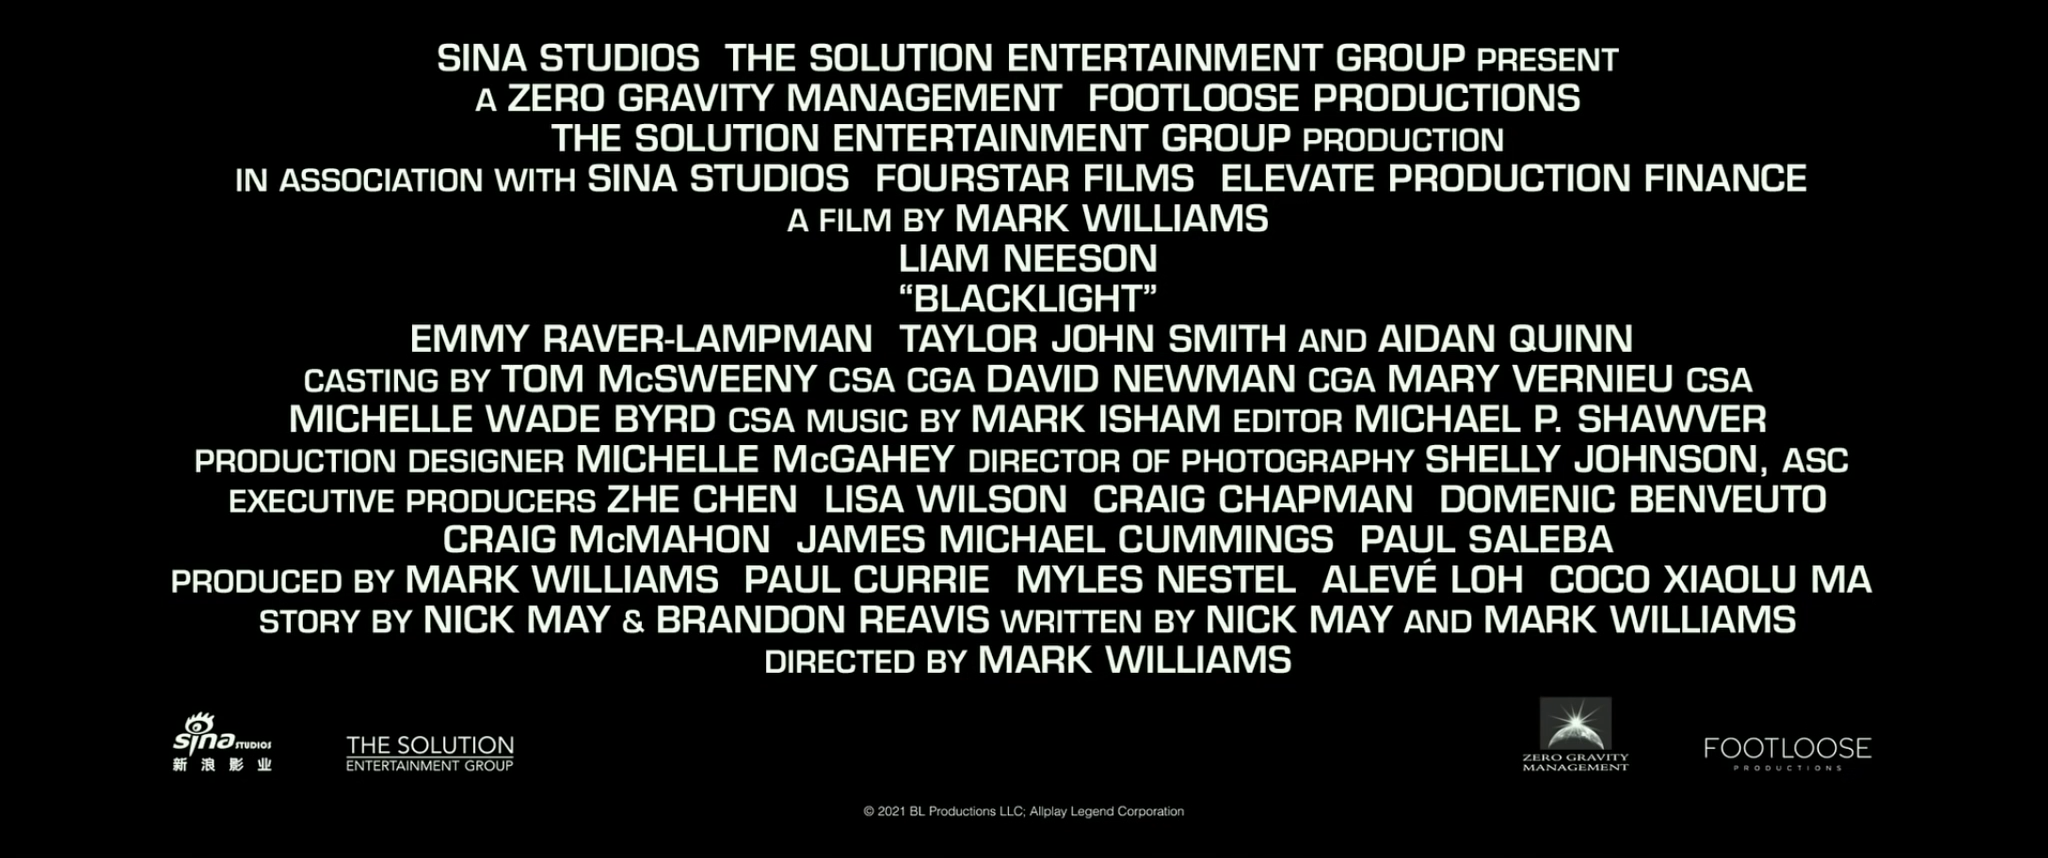 SINA STUDIOS THE SOLUTION ENTERTAINMENT GROUP PRESENT
A ZERO GRAVITY MANAGEMENT FOOTLOOSE PRODUCTIONS
THE SOLUTION ENTERTAINMENT GROUP PRODUCTION
IN ASSOCIATION WITH SINA STUDIOS FOURSTAR FILMS ELEVATE PRODUCTION FINANCE
A FILM BY MARK WILLIAMS
LIAM NEESON
“BLACKLIGHT”
EMMY RAVER-LAMPMAN TAYLOR JOHN SMITH AND AIDAN QUINN
CASTING BY TOM McSWEENY CSA CGA DAVID NEWMAN CGA MARY VERNIEU CSA
MICHELLE WADE BYRD CSA MUSIC BY MARK ISHAM EDITOR MICHAEL P. SHAWVER
PRODUCTION DESIGNER MICHELLE McGAHEY DIRECTOR OF PHOTOGRAPHY SHELLY JOHNSON, ASC
EXECUTIVE PRODUCERS ZHE CHEN LISA WILSON CRAIG CHAPMAN DOMENIC BENVEUTO
CRAIG McMAHON JAMES MICHAEL CUMMINGS PAUL SALEBA
PRODUCED BY MARK WILLIAMS PAUL CURRIE MYLES NESTEL ALEVÉ LOH COCO XIAOLU MA
STORY BY NICK MAY & BRANDON REAVIS WRITTEN BY NICK MAY AND MARK WILLIAMS
DIRECTED BY MARK WILLIAMS
sina STUDIOS
新浪影业
THE SOLUTION
ENTERTAINMENT GROUP
ZERO GRAVITY
MANAGEMENT
FOOTLOOSE
PRODUCTIONS
© 2021 BL Productions LLC; Allplay Legend Corporation